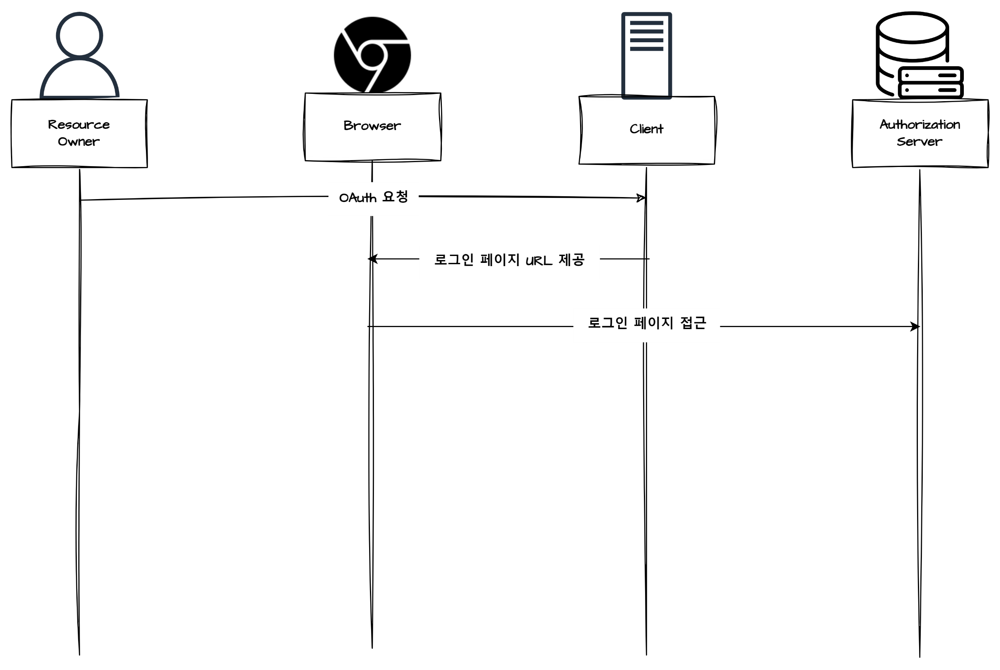 Resource
Owner
Browser
Client
Authorization
Server
OAuth 요청
로그인 페이지 URL 제공
로그인 페이지 접근